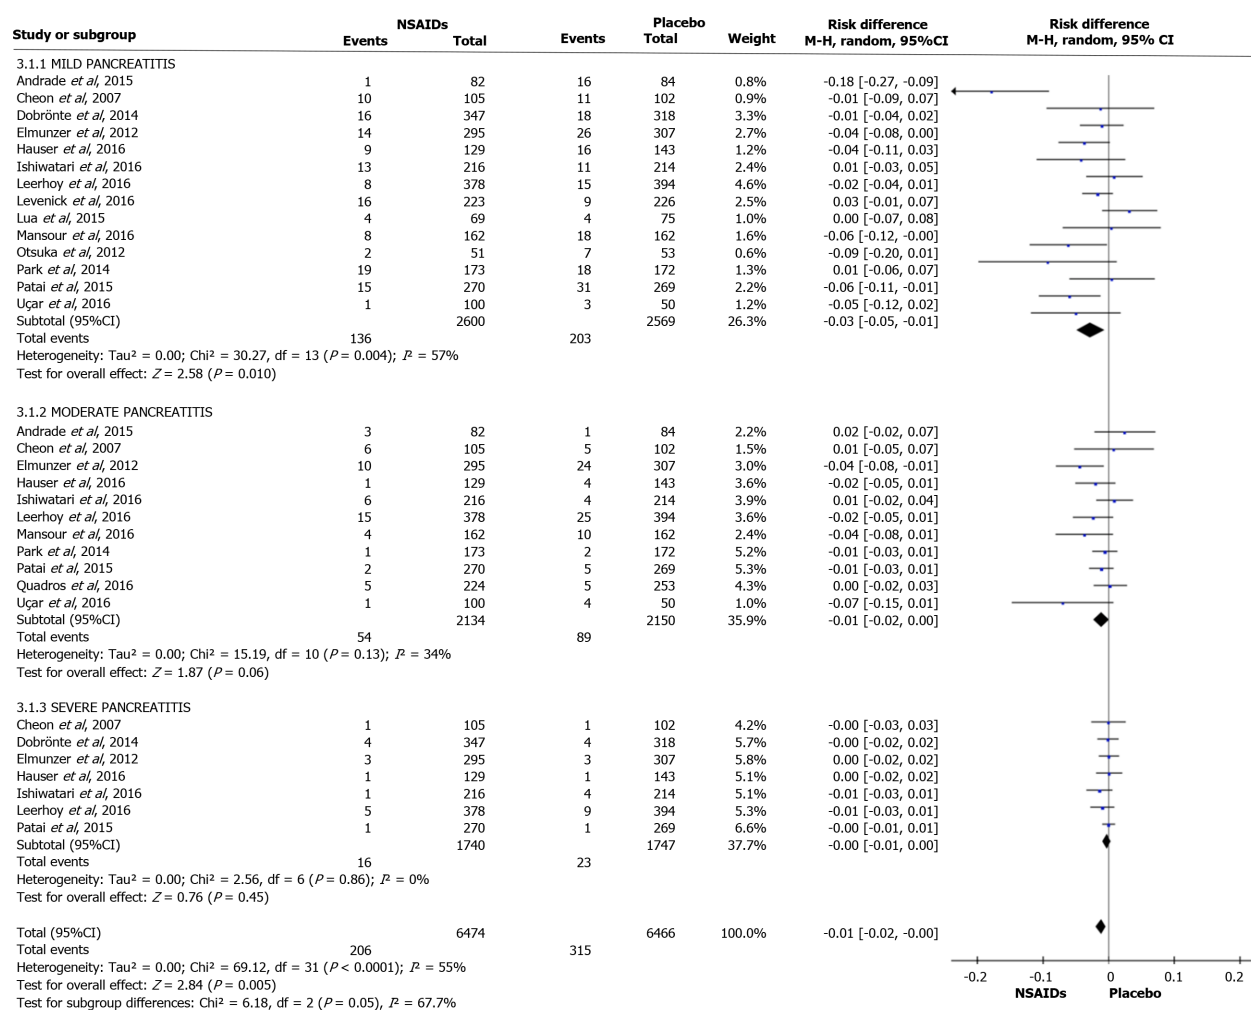 NSAIDs Placebo Risk difference Risk difference
Study or subgroup Events Total Events Total Weight M-H, random, 95%CI M-H, random, 95% CI
3.1.1 MILD PANCREATITIS
Andrade et al, 2015 1 82 16 84 0.8% -0.18 [-0.27, -0.09]
Cheon et al, 2007 10 105 11 102 0.9% -0.01 [-0.09, 0.07]
Dobrönte et al, 2014 16 347 18 318 3.3% -0.01 [-0.04, 0.02]
Elmunzer et al, 2012 14 295 26 307 2.3% -0.04 [-0.08, 0.00]
Hauser et al, 2016 9 129 16 143 1.2% -0.04 [-0.11, 0.03]
Ishiwatari et al, 2016 13 216 11 214 2.4% 0.01 [-0.03, 0.05]
Leerhoy et al, 2016 8 378 15 394 4.6% -0.02 [-0.04, 0.01]
Levenick et al, 2016 16 223 9 226 2.5% 0.03 [-0.01, 0.07]
Lua et al, 2015 4 69 4 75 1.0% 0.00 [-0.07, 0.08]
Mansour et al, 2016 8 162 18 162 1.6% -0.06 [-0.12, -0.00]
Otsuka et al, 2012 2 51 7 53 0.6% -0.09 [-0.20, 0.01]
Park et al, 2014 19 173 18 172 1.3% 0.01 [-0.06, 0.07]
Patai et al, 2015 15 270 31 269 2.2% -0.06 [-0.11, -0.01]
Uçar et al, 2016 1 100 3 50 1.2% -0.05 [-0.12, 0.02]
Subtotal (95%CI) 2600 2569 26.3% -0.03 [-0.05, -0.01]
Total events 136 203
Heterogeneity: Tau² = 0.00; Chi² = 30.27, df = 13 (P = 0.004); I² = 57%
Test for overall effect: Z = 2.58 (P = 0.010)
3.1.2 MODERATE PANCREATITIS
Andrade et al, 2015 3 82 1 84 2.2% 0.02 [-0.02, 0.07]
Cheon et al, 2007 6 105 5 102 1.5% 0.01 [-0.05, 0.07]
Elmunzer et al, 2012 10 295 24 307 3.0% -0.04 [-0.08, -0.01]
Hauser et al, 2016 1 129 4 143 3.6% -0.02 [-0.05, 0.01]
Ishiwatari et al, 2016 6 216 4 214 3.9% 0.01 [-0.02, 0.04]
Leerhoy et al, 2016 15 378 25 394 3.6% -0.02 [-0.05, 0.01]
Mansour et al, 2016 4 162 10 162 2.4% -0.04 [-0.08, 0.01]
Park et al, 2014 1 173 2 172 5.2% -0.01 [-0.03, 0.01]
Patai et al, 2015 2 270 5 269 5.3% -0.01 [-0.03, 0.01]
Quadros et al, 2016 5 224 5 253 4.3% 0.00 [-0.02, 0.03]
Uçar et al, 2016 1 100 4 50 1.0% -0.07 [-0.15, 0.01]
Subtotal (95%CI) 2134 2150 35.9% -0.01 [-0.02, 0.00]
Total events 54 89
Heterogeneity: Tau² = 0.00; Chi² = 15.19, df = 10 (P = 0.13); I² = 34%
Test for overall effect: Z = 1.87 (P = 0.06)
3.1.3 SEVERE PANCREATITIS
Cheon et al, 2007 1 105 1 102 4.2% -0.00 [-0.03, 0.03]
Dobrönte et al, 2014 4 347 4 318 5.7% -0.00 [-0.02, 0.02]
Elmunzer et al, 2012 3 295 3 307 5.8% 0.00 [-0.02, 0.02]
Hauser et al, 2016 1 129 1 143 5.1% 0.00 [-0.02, 0.02]
Ishiwatari et al, 2016 1 216 4 214 5.1% -0.01 [-0.03, 0.01]
Leerhoy et al, 2016 5 378 9 394 5.3% -0.01 [-0.03, 0.01]
Patai et al, 2015 1 270 1 269 6.6% -0.00 [-0.01, 0.01]
Subtotal (95%CI) 1740 1747 37.7% -0.00 [-0.01, 0.00]
Total events 16 23
Heterogeneity: Tau² = 0.00; Chi² = 2.56, df = 6 (P = 0.86); I² = 0%
Test for overall effect: Z = 0.76 (P = 0.45)
Total (95%CI) 6474 6466 100.0% -0.01 [-0.02, -0.00]
Total events 206 315
Heterogeneity: Tau² = 0.00; Chi² = 69.12, df = 31 (P < 0.0001); I² = 55%
Test for overall effect: Z = 2.84 (P = 0.005)
Test for subgroup differences: Chi² = 6.18, df = 2 (P = 0.05), I² = 67.7%
-0.2 -0.1 0 0.1 0.2
NSAIDs Placebo